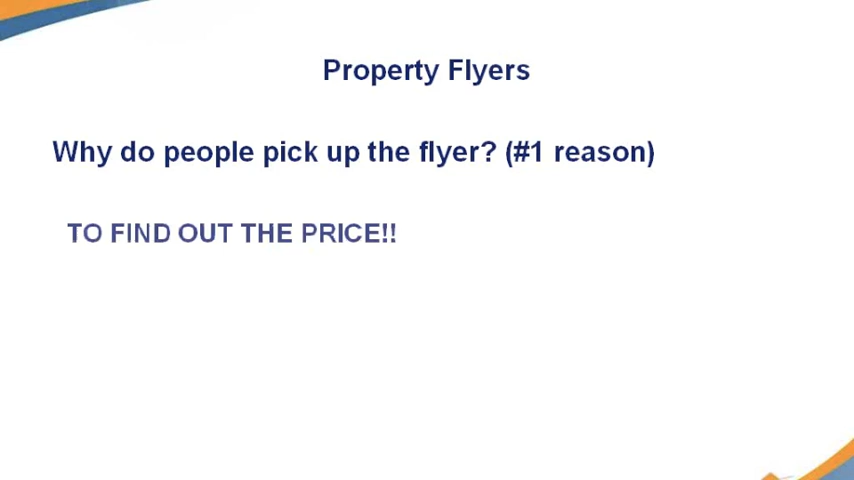 Property Flyers
Why do people pick up the flyer? (#1 reason)
TO FIND OUT THE PRICE!!